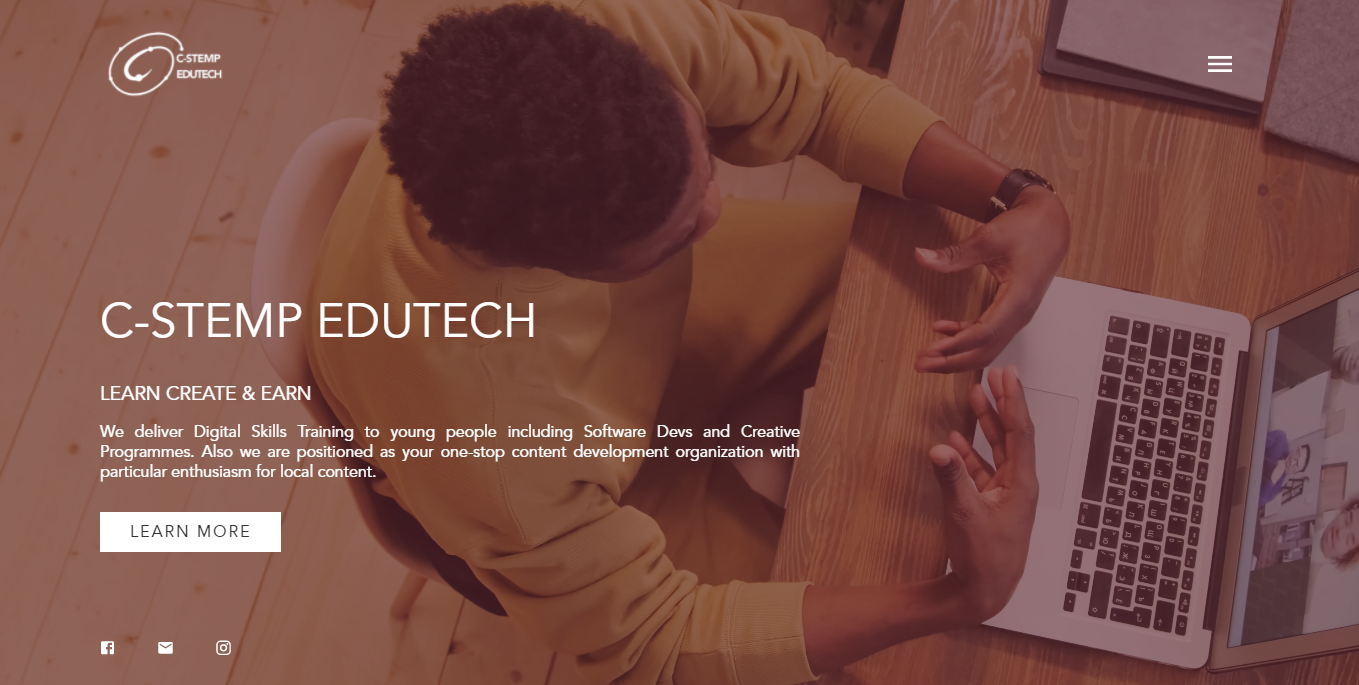 C-STEMP
EDUTECH
C-STEMP EDUTECH
LEARN CREATE & EARN
We deliver Digital Skills Training to young people including Software Devs and Creative
Programmes. Also we are positioned as your one-stop content development organization with
particular enthusiasm for local content.
LEARN MORE